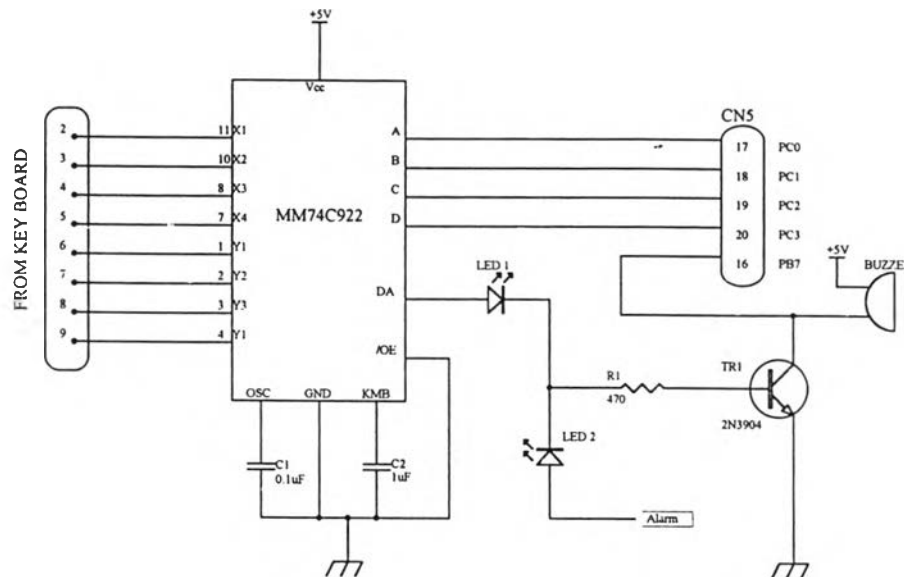 +5V
Vcc
FROM KEY BOARD
2 11 X1
3 10 X2
4 8 X3
5 7 X4
6 1 Y1
7 2 Y2
8 3 Y3
9 4 Y1
MM74C922
A
B
C
D
DA
/OE
OSC
GND
KMB
C1
0.1uF
C2
1uF
CN5
17 PC0
18 PC1
19 PC2
20 PC3
16 PB7
+5V
BUZZE
LED 1
LED 2
R1
470
TR1
2N3904
Alarm